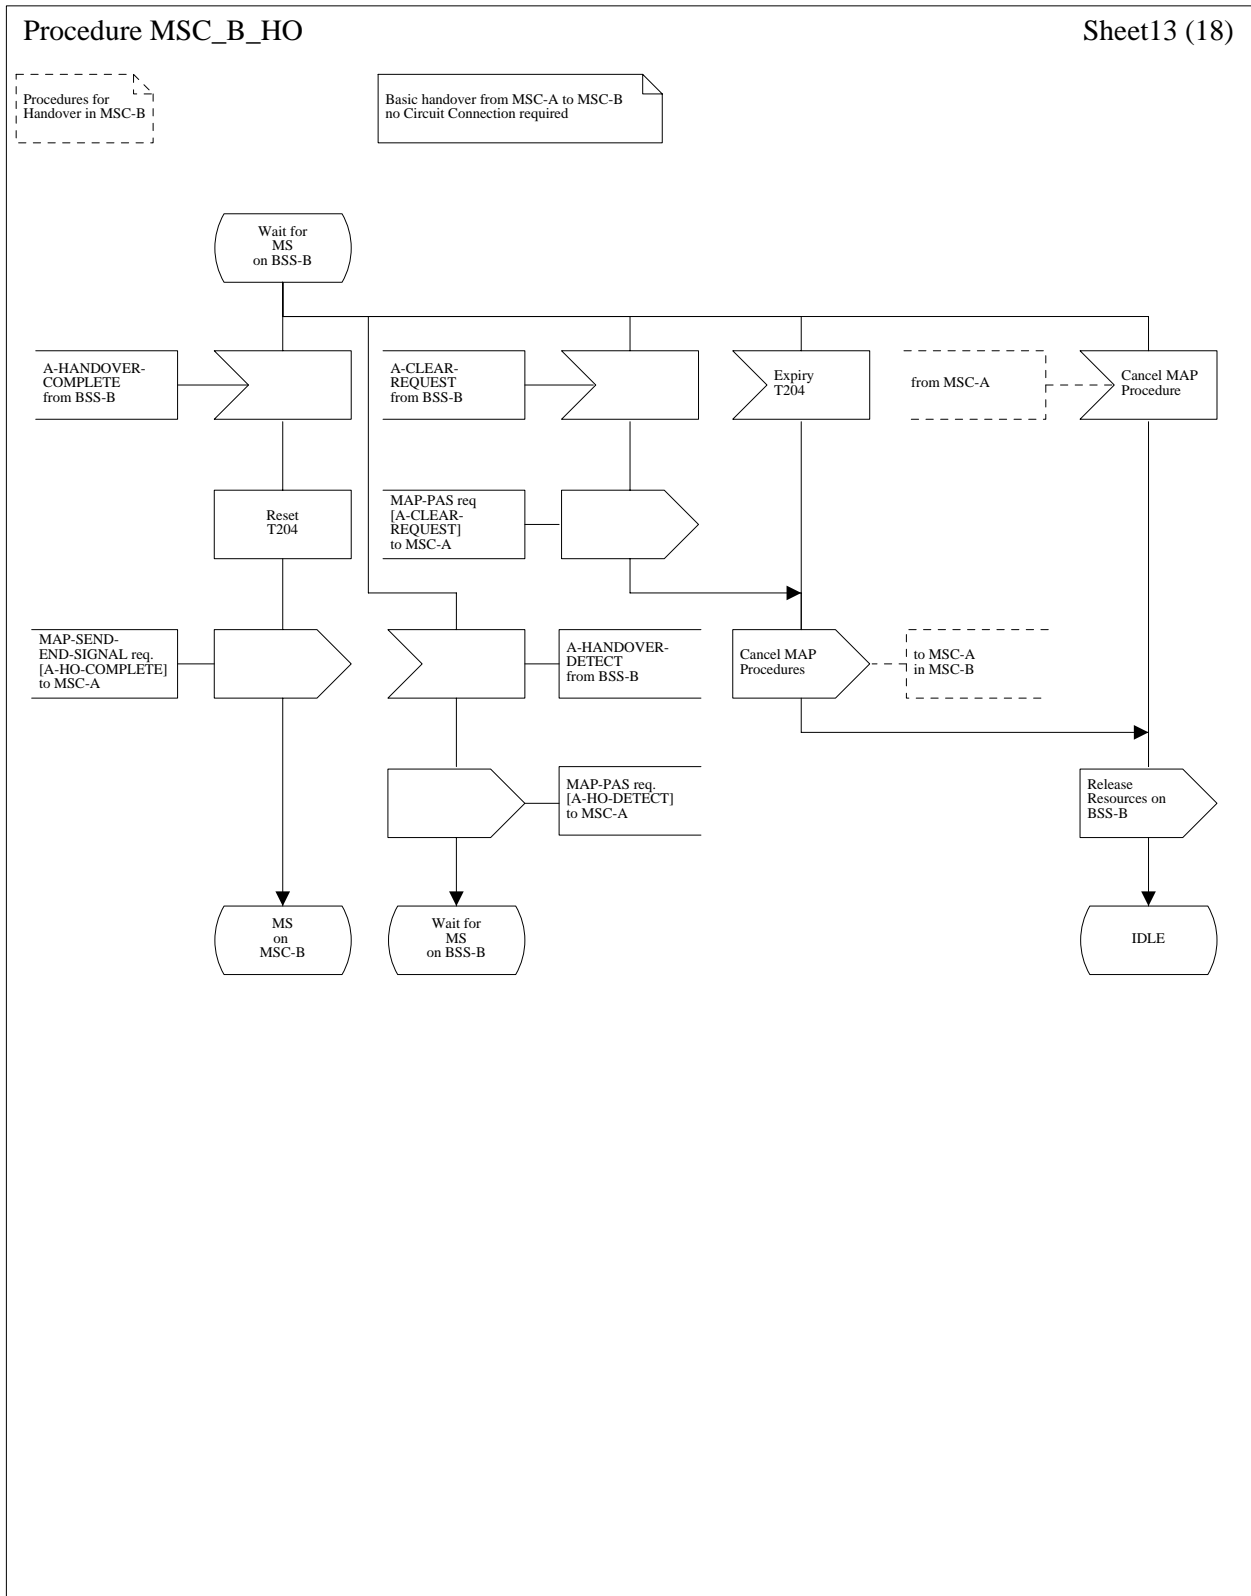 Procedure MSC_B_HO
Sheet13 (18)
Procedures for
Handover in MSC-B
Basic handover from MSC-A to MSC-B
no Circuit Connection required
Wait for
MS
on BSS-B
A-HANDOVER-
COMPLETE
from BSS-B
A-CLEAR-
REQUEST
from BSS-B
Expiry
T204
from MSC-A
Cancel MAP
Procedure
Reset
T204
MAP-PAS req
[A-CLEAR-
REQUEST]
to MSC-A
MAP-SEND-
END-SIGNAL req.
[A-HO-COMPLETE]
to MSC-A
A-HANDOVER-
DETECT
from BSS-B
Cancel MAP
Procedures
to MSC-A
in MSC-B
MAP-PAS req.
[A-HO-DETECT]
to MSC-A
Release
Resources on
BSS-B
MS
on
MSC-B
Wait for
MS
on BSS-B
IDLE